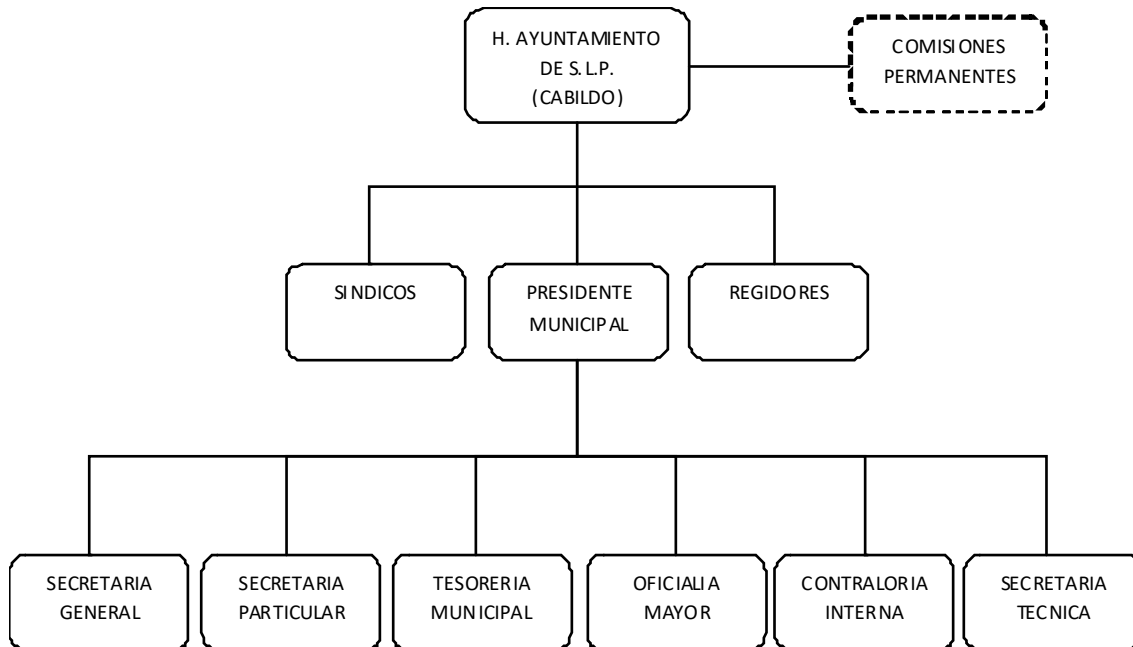 H. AYUNTAMIENTO
DE S.L.P.
(CABILDO)
COMISIONES
PERMANENTES
SINDICOS
PRESIDENTE
MUNICIPAL
REGIDORES
SECRETARIA
GENERAL
SECRETARIA
PARTICULAR
TESORERIA
MUNICIPAL
OFICIALIA
MAYOR
CONTRALORIA
INTERNA
SECRETARIA
TECNICA